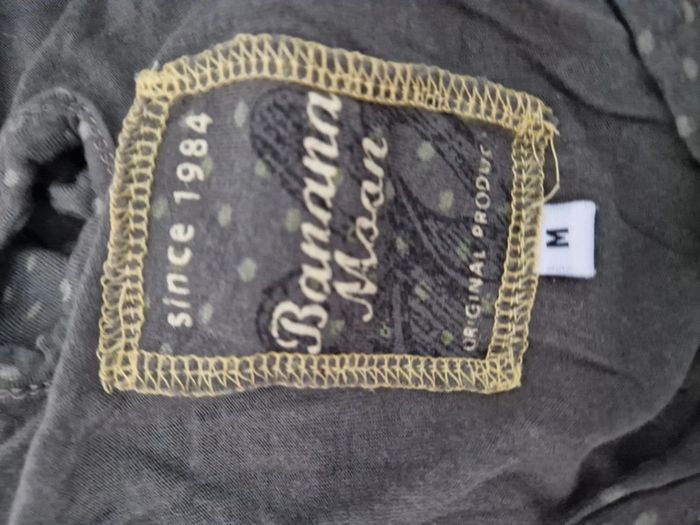 since 1984
Banana
Moon
ORIGINAL PRODUC
M